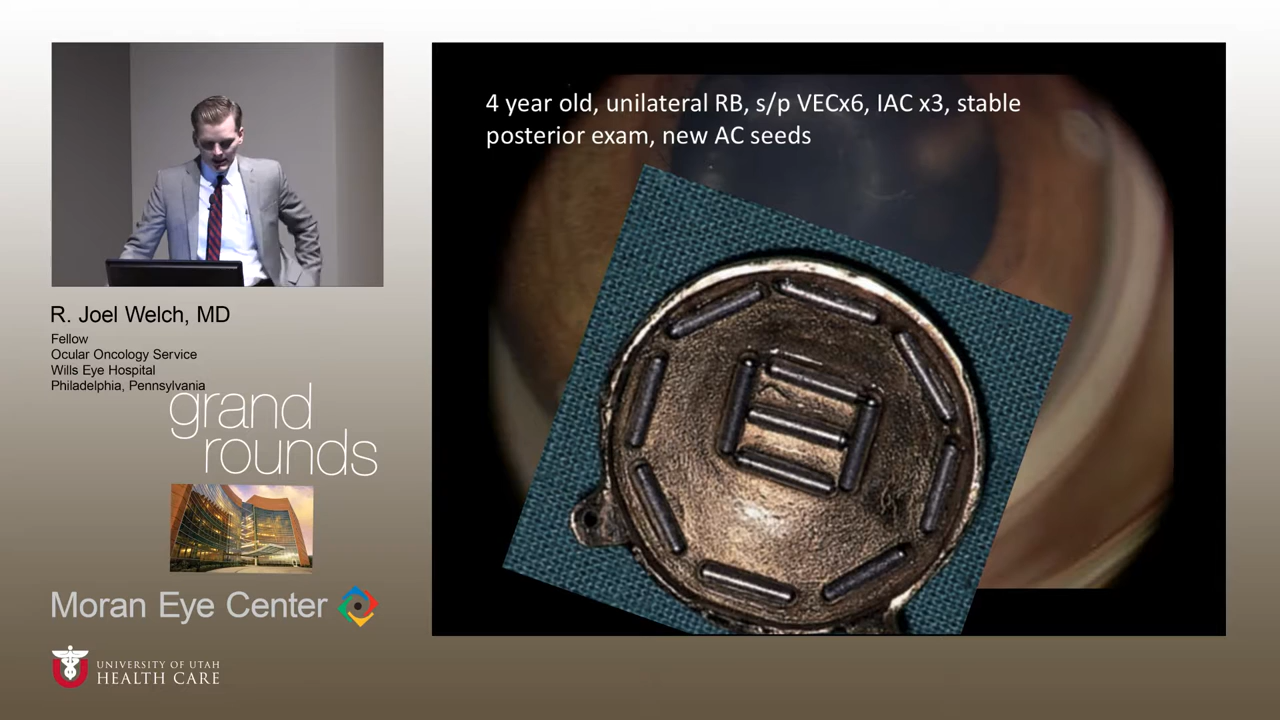 4 year old, unilateral RB, s/p VECx6, IAC x3, stable
posterior exam, new AC seeds
R. Joel Welch, MD
Fellow
Ocular Oncology Service
Wills Eye Hospital
Philadelphia, Pennsylvania
grand
rounds
Moran Eye Center
UNIVERSITY OF UTAH
HEALTH CARE